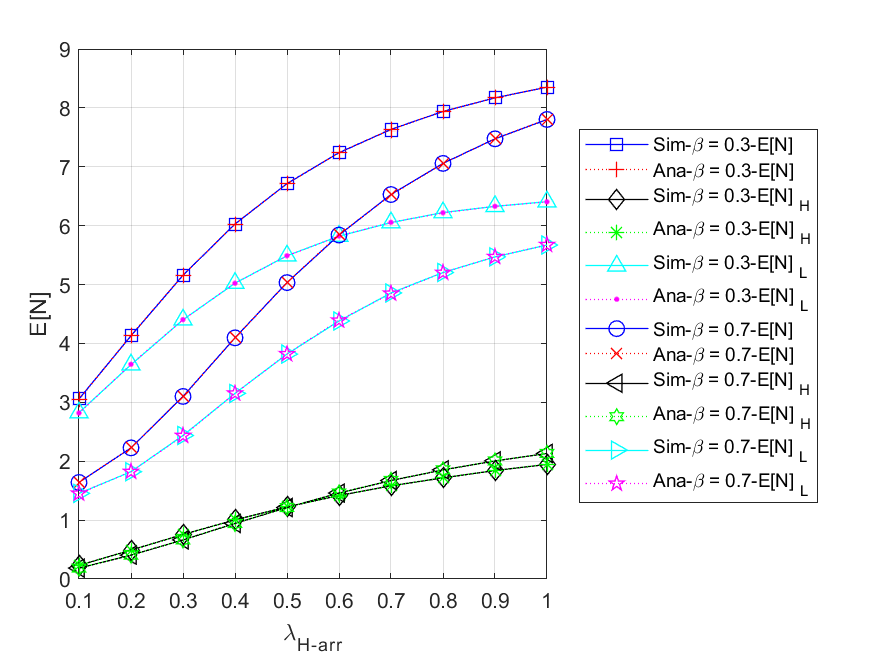 9
8
7
6
5
4
3
2
1
0
E[N]
0.1 0.2 0.3 0.4 0.5 0.6 0.7 0.8 0.9 1
λH-arr
Sim-β = 0.3-E[N]
Ana-β = 0.3-E[N]
Sim-β = 0.3-E[N] H
Ana-β = 0.3-E[N] H
Sim-β = 0.3-E[N] L
Ana-β = 0.3-E[N] L
Sim-β = 0.7-E[N]
Ana-β = 0.7-E[N]
Sim-β = 0.7-E[N] H
Ana-β = 0.7-E[N] H
Sim-β = 0.7-E[N] L
Ana-β = 0.7-E[N] L